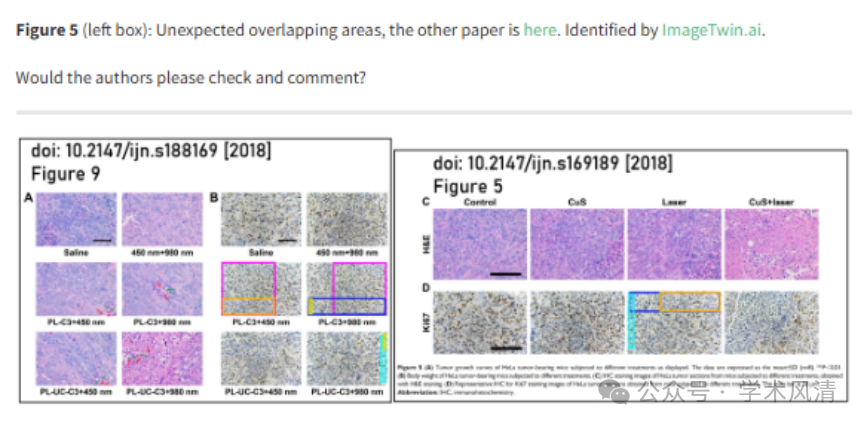 Figure 5 (left box): Unexpected overlapping areas, the other paper is here. Identified by ImageTwin.ai.
Would the authors please check and comment?
doi: 10.2147/ijn.s188169 [2018]
Figure 9
A
B
Saline
450 nm+980 nm
Saline
450 nm+980 nm
PL-C3+450 nm
PL-C3+980 nm
PL-C3+450 nm
PL-C3+980 nm
PL-UC-C3+450 nm
PL-UC-C3+980 nm
PL-UC-C3+450 nm
PL-UC-C3+980 nm
doi: 10.2147/ijn.s169189 [2018]
Figure 5
C
Control
CuS
Laser
CuS+laser
H&E
D
Ki67
Figure 5 (A) Tumor growth curves of HeLa tumor-bearing mice subjected to different treatments as displayed. The data are expressed as the mean±SD
(B) Body weight of HeLa tumor-bearing mice subjected to different treatments. (C) IHC staining images of HeLa tumor sections from mice subjected to different treatments, obtained
with H&E staining. (D) Representative IHC for Ki67 staining images of HeLa
Abbreviation: IHC, immunohistochemistry.
公众号 · 学术风清